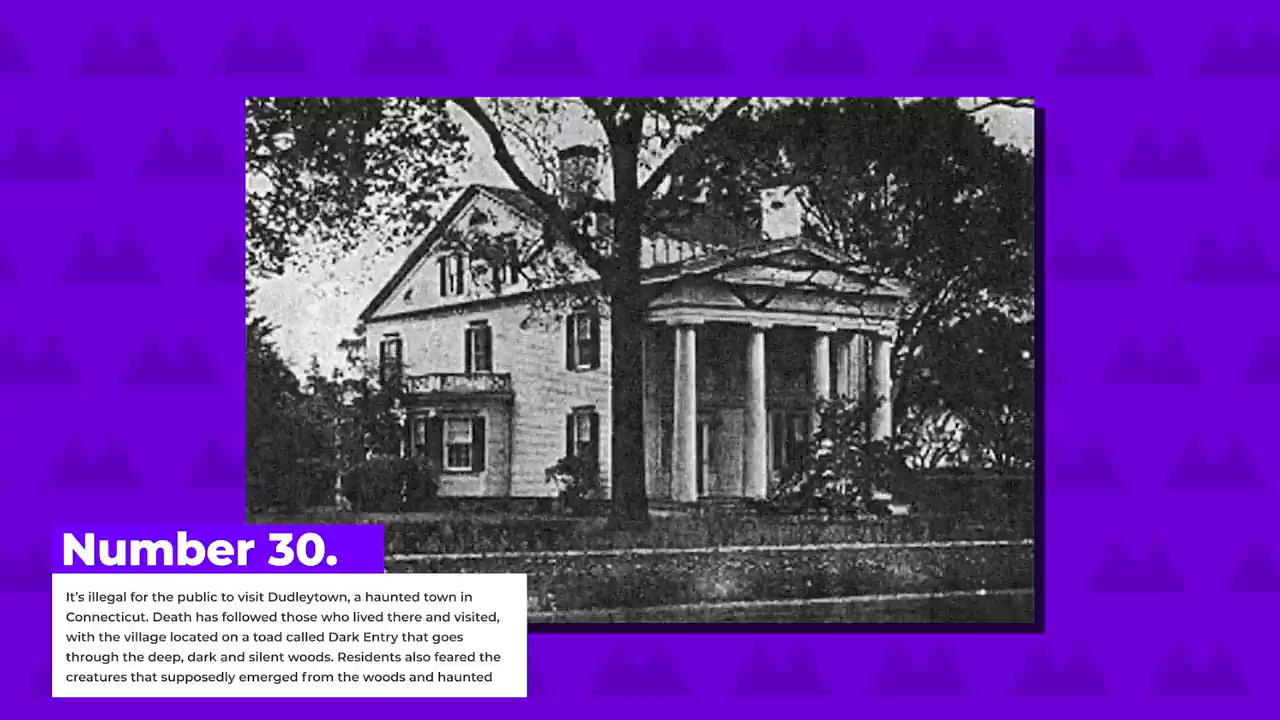 Number 30.
It’s illegal for the public to visit Dudleytown, a haunted town in
Connecticut. Death has followed those who lived there and visited,
with the village located on a toad called Dark Entry that goes
through the deep, dark and silent woods. Residents also feared the
creatures that supposedly emerged from the woods and haunted